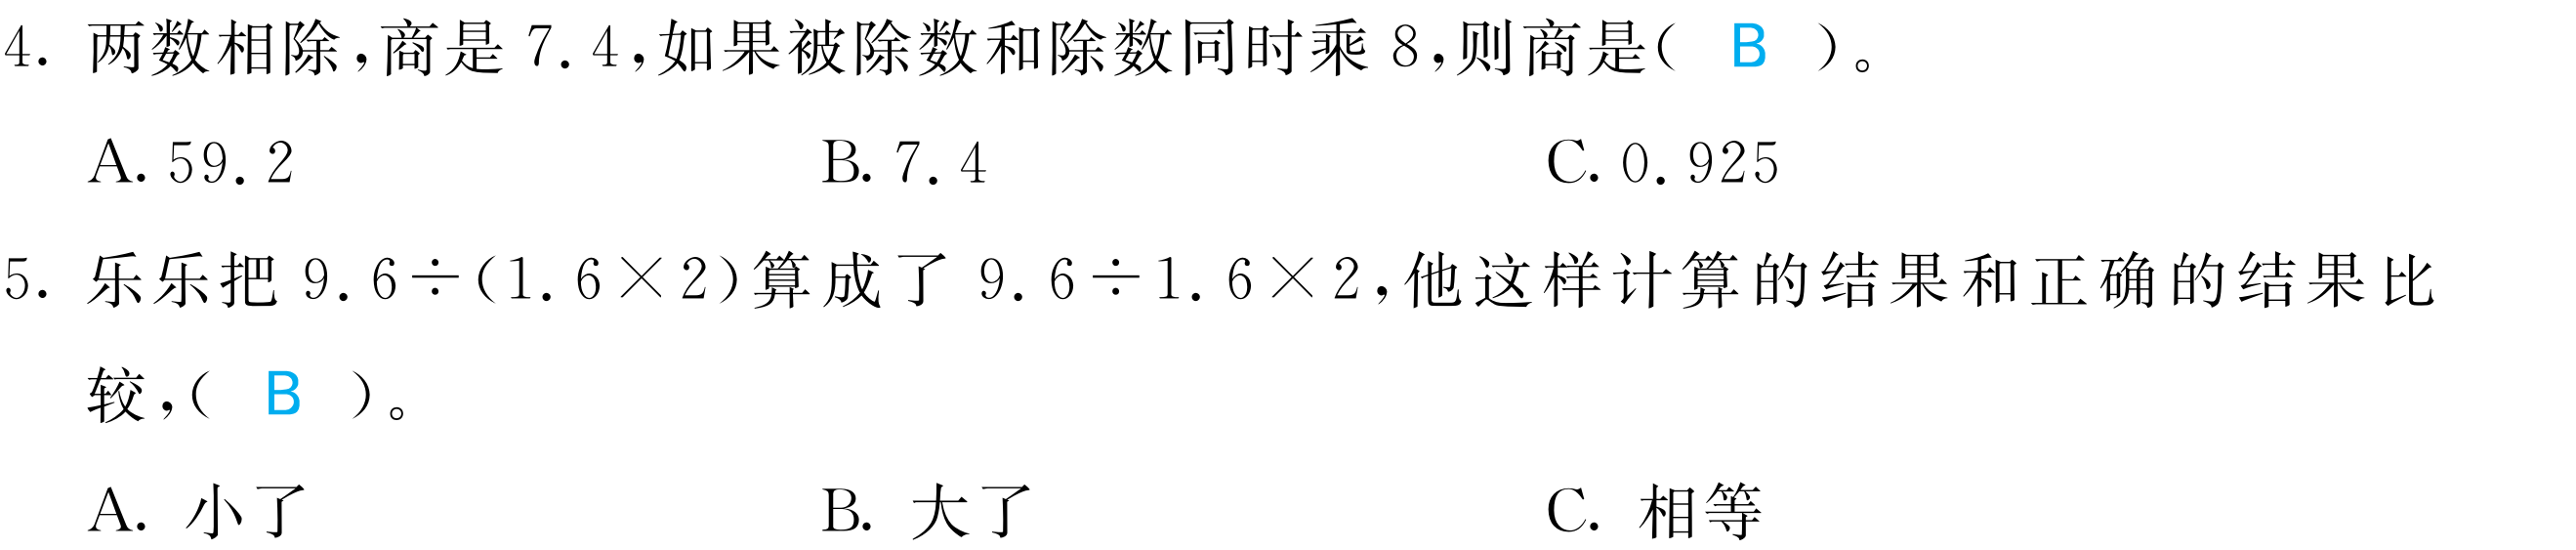 4. 两数相除,商是 7.4,如果被除数和除数同时乘 8,则商是( B )。
A. 59.2 B. 7.4 C. 0.925
5. 乐乐把 9.6÷(1.6×2)算成了 9.6÷1.6×2,他这样计算的结果和正确的结果比
较,( B )。
A. 小了 B. 大了 C. 相等